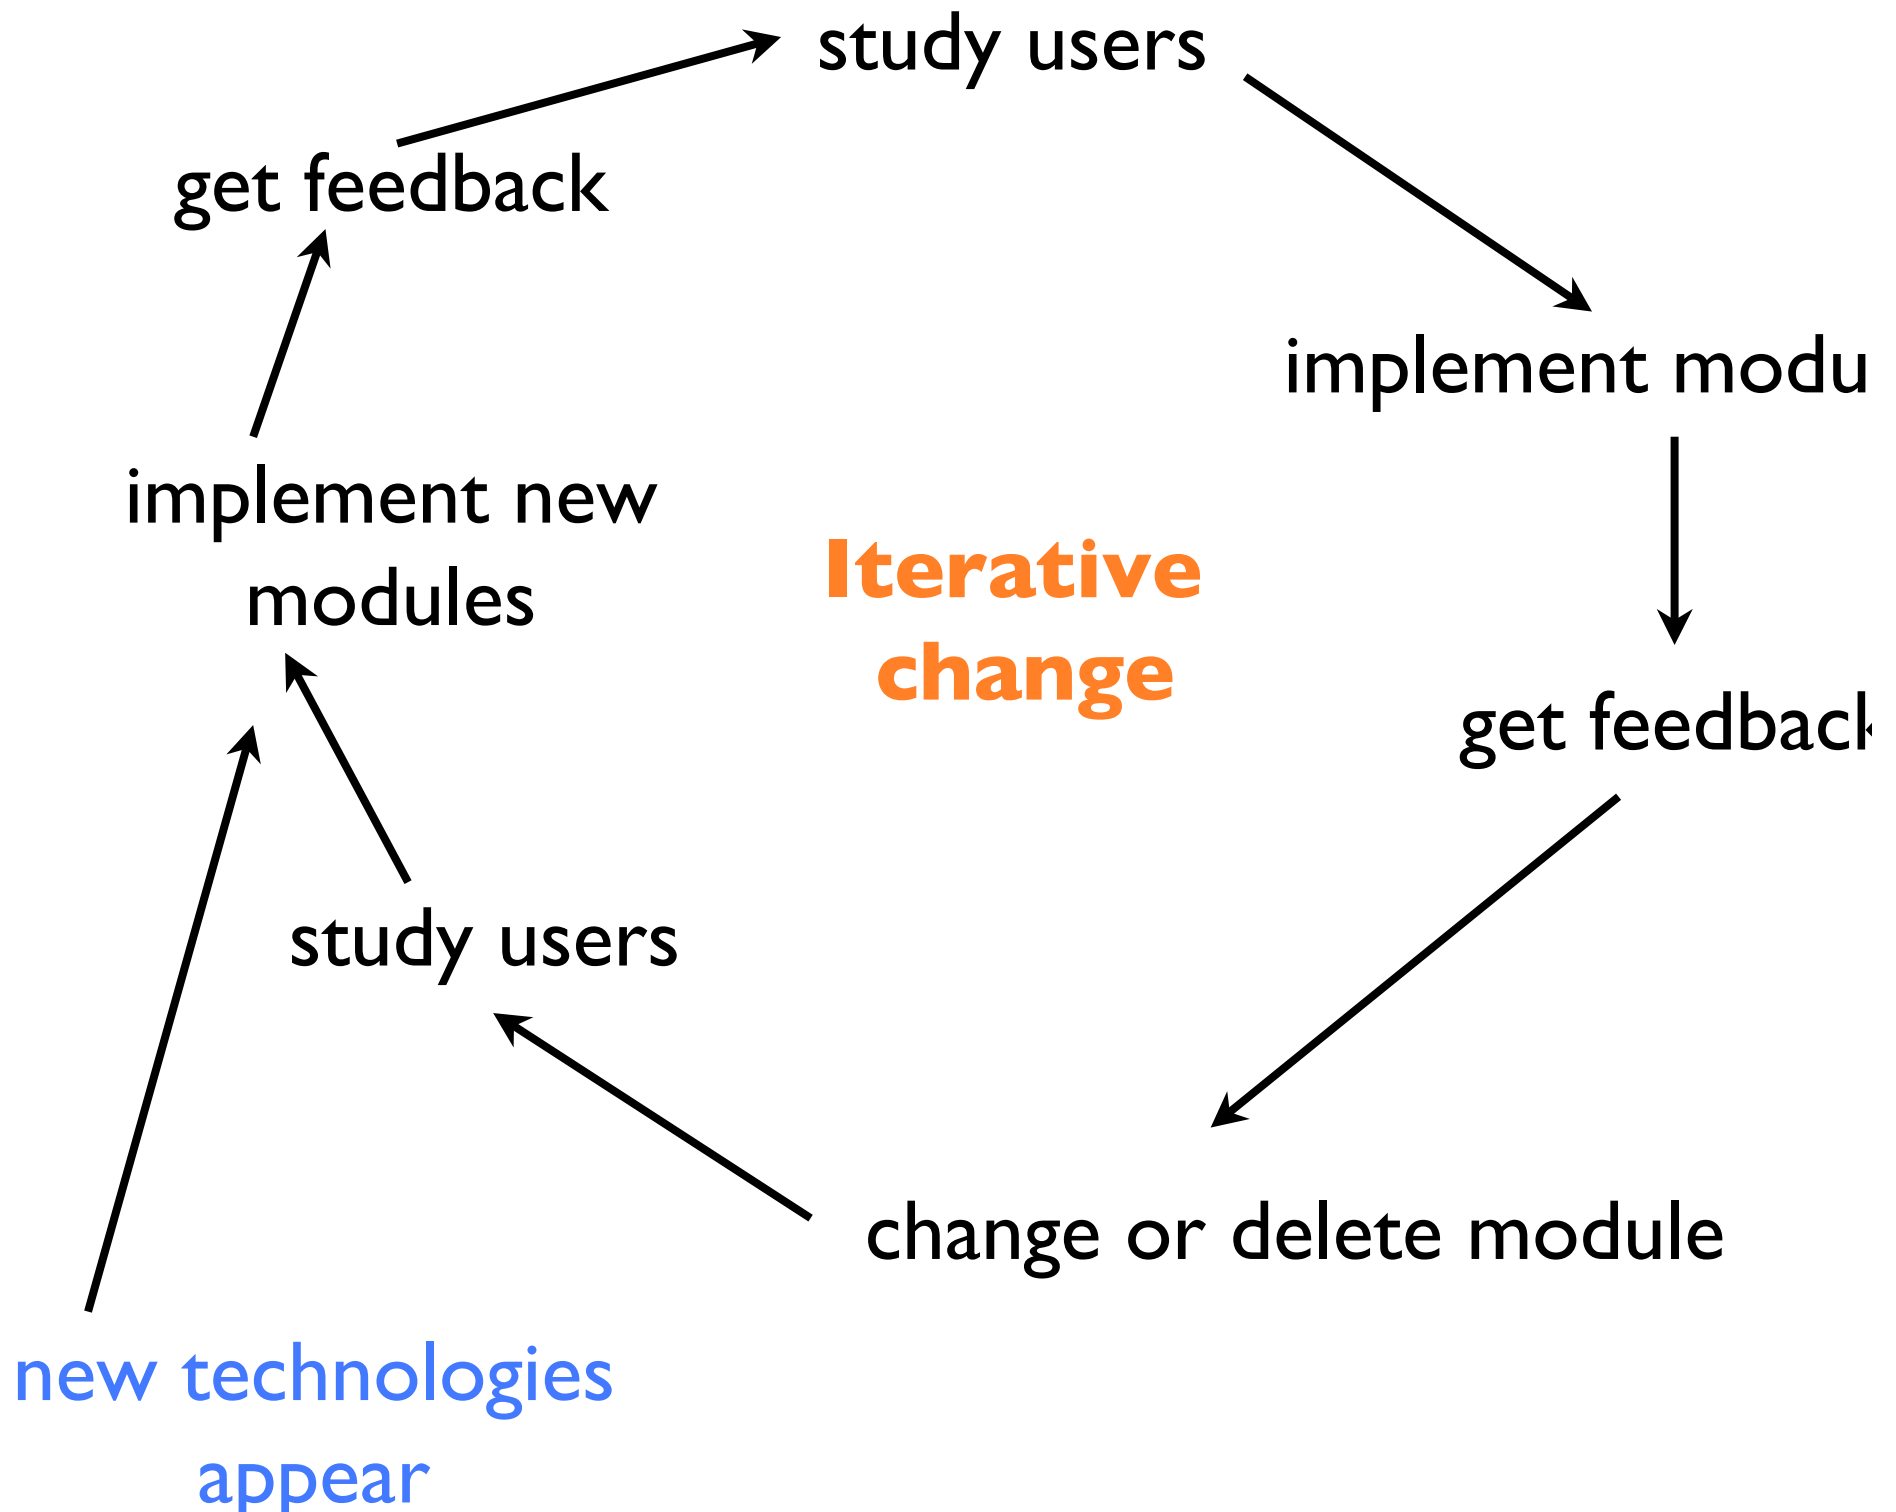 study users
get feedback
implement modu
implement new
modules
Iterative
change
get feedback
study users
change or delete module
new technologies
appear